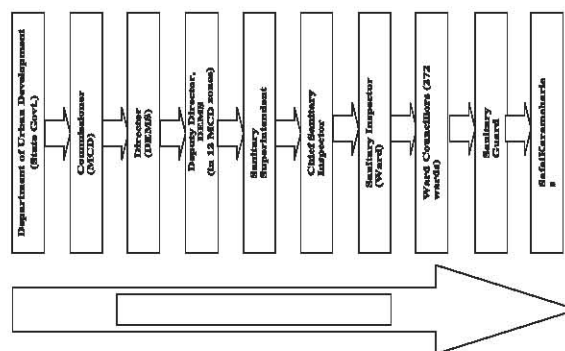 Department of Urban Development
(State Govt.)
Commissioner
(MCD)
Director
(DEMS)
Deputy Director,
DEMS
(in 12 MCD zones)
Sanitary
Superintendent
Chief Sanitary
Inspector
Sanitary Inspector
(Ward)
Ward Councillors (272
wards)
Sanitary
Guard
SafaiKaramcharis
s